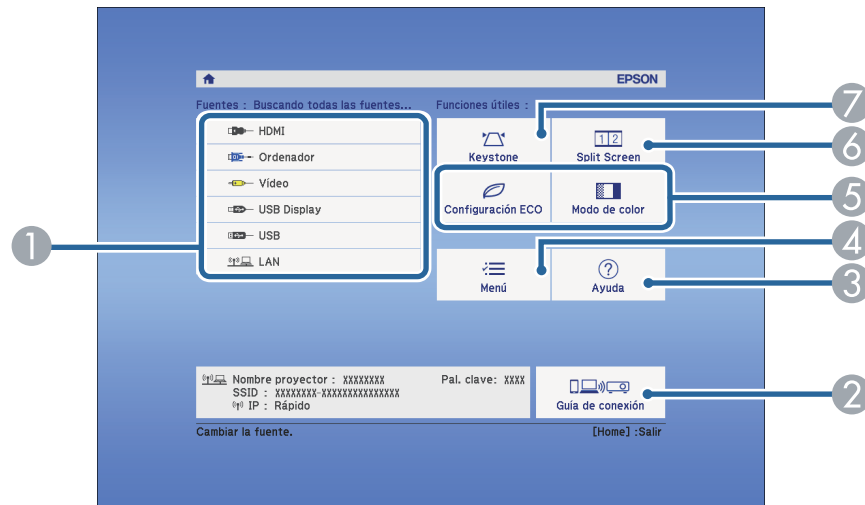 EPSON
Fuentes : Buscando todas las fuentes...
Funciones útiles :
HDMI
Ordenador
Vídeo
USB Display
USB
LAN
Keystone
1 2
Split Screen
Configuración ECO
Modo de color
Menú
?
Ayuda
Nombre proyector : XXXXXXXX
Pal. clave: XXXX
SSID : XXXXXXXX-XXXXXXXXXXXXXXX
IP : Rápido
Guía de conexión
Cambiar la fuente.
[Home] :Salir
1
7
6
5
4
3
2